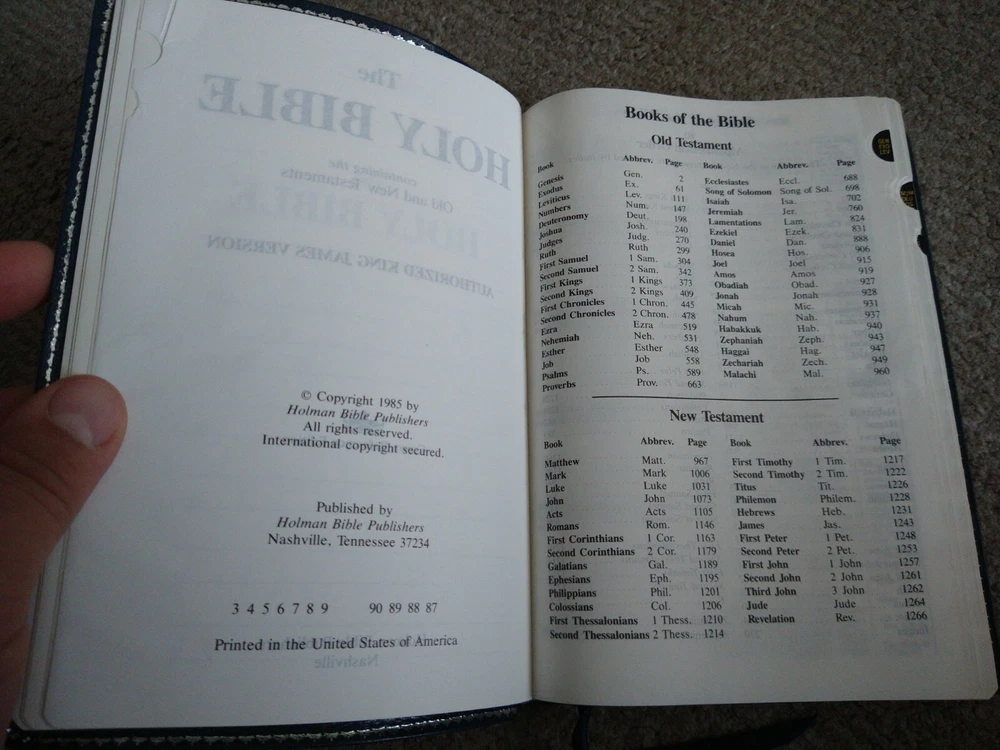 The
HOLY BIBLE
containing the
Old and New Testaments
AUTHORIZED KING JAMES VERSION
© Copyright 1985 by
Holman Bible Publishers
All rights reserved.
International copyright secured.
Published by
Holman Bible Publishers
Nashville, Tennessee 37234
3 4 5 6 7 8 9 90 89 88 87
Printed in the United States of America
Nashville
Books of the Bible
Old Testament
Book Abbrev. Page Book Abbrev. Page
Genesis Gen. 2 Ecclesiastes Eccl. 688
Exodus Ex. 61 Song of Solomon Song of Sol. 698
Leviticus Lev. 111 Isaiah Isa. 702
Numbers Num. 147 Jeremiah Jer. 760
Deuteronomy Deut. 198 Lamentations Lam. 824
Joshua Josh. 240 Ezekiel Ezek. 831
Judges Judg. 270 Daniel Dan. 888
Ruth Ruth 299 Hosea Hos. 906
First Samuel 1 Sam. 304 Joel Joel 915
Second Samuel 2 Sam. 342 Amos Amos 919
First Kings 1 Kings 373 Obadiah Obad. 927
Second Kings 2 Kings 409 Jonah Jonah 928
First Chronicles 1 Chron. 445 Micah Mic. 931
Second Chronicles 2 Chron. 478 Nahum Nah. 937
Ezra Ezra 519 Habakkuk Hab. 940
Nehemiah Neh. 531 Zephaniah Zeph. 943
Esther Esther 548 Haggai Hag. 947
Job Job 558 Zechariah Zech. 949
Psalms Ps. 589 Malachi Mal. 960
Proverbs Prov. 663
New Testament
Book Abbrev. Page Book Abbrev. Page
Matthew Matt. 967 First Timothy 1 Tim. 1217
Mark Mark 1006 Second Timothy 2 Tim. 1222
Luke Luke 1031 Titus Tit. 1226
John John 1073 Philemon Philem. 1228
Acts Acts 1105 Hebrews Heb. 1231
Romans Rom. 1146 James Jas. 1243
First Corinthians 1 Cor. 1163 First Peter 1 Pet. 1248
Second Corinthians 2 Cor. 1179 Second Peter 2 Pet. 1253
Galatians Gal. 1189 First John 1 John 1257
Ephesians Eph. 1195 Second John 2 John 1261
Philippians Phil. 1201 Third John 3 John 1262
Colossians Col. 1206 Jude Jude 1264
First Thessalonians 1 Thess. 1210 Revelation Rev. 1266
Second Thessalonians 2 Thess. 1214